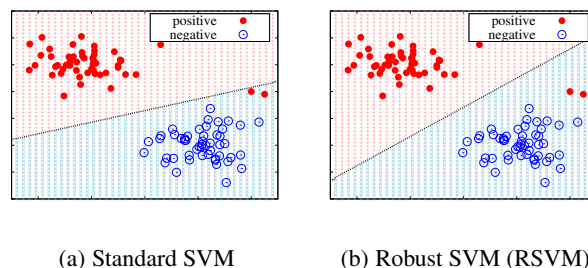 positive
negative
positive
negative
(a) Standard SVM
(b) Robust SVM (RSVM)